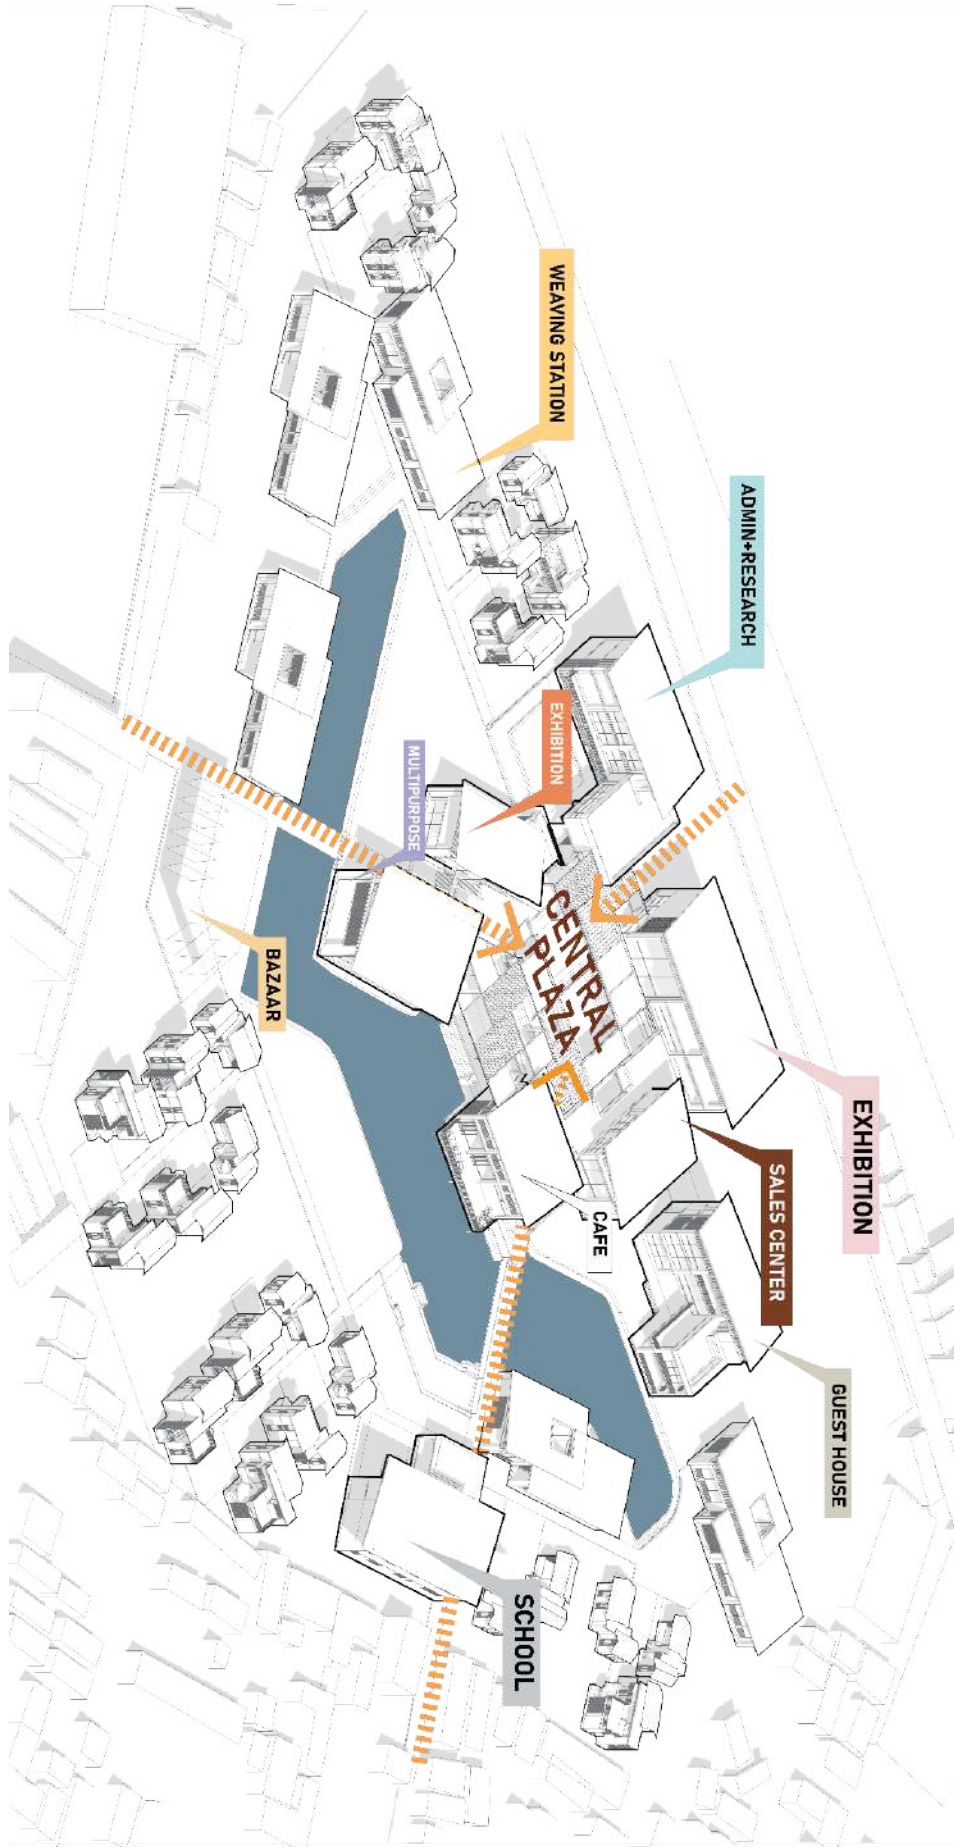 WEAVING STATION
ADMIN+RESEARCH
EXHIBITION
MULTIPURPOSE
CENTRAL
PLAZA
BAZAAR
EXHIBITION
SALES CENTER
CAFE
GUEST HOUSE
SCHOOL